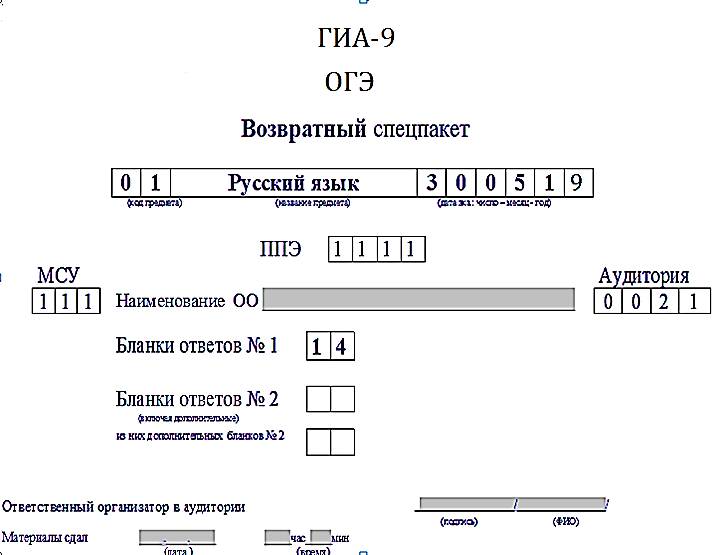 ГИА-9
ОГЭ
Возвратный спецпакет
0 1 Русский язык 3 0 0 5 1 9
(код предмета) (название предмета) (дата экз.: число – месяц - год)
ППЭ 1 1 1 1
МСУ Аудитория
1 1 1 Наименование ОО 0 0 2 1
Бланки ответов № 1 1 4
Бланки ответов № 2
(включая дополнительные)
из них дополнительных бланков № 2
Ответственный организатор в аудитории / /
(подпись) (ФИО)
Материалы сдал . . час мин
(дата ) (время)